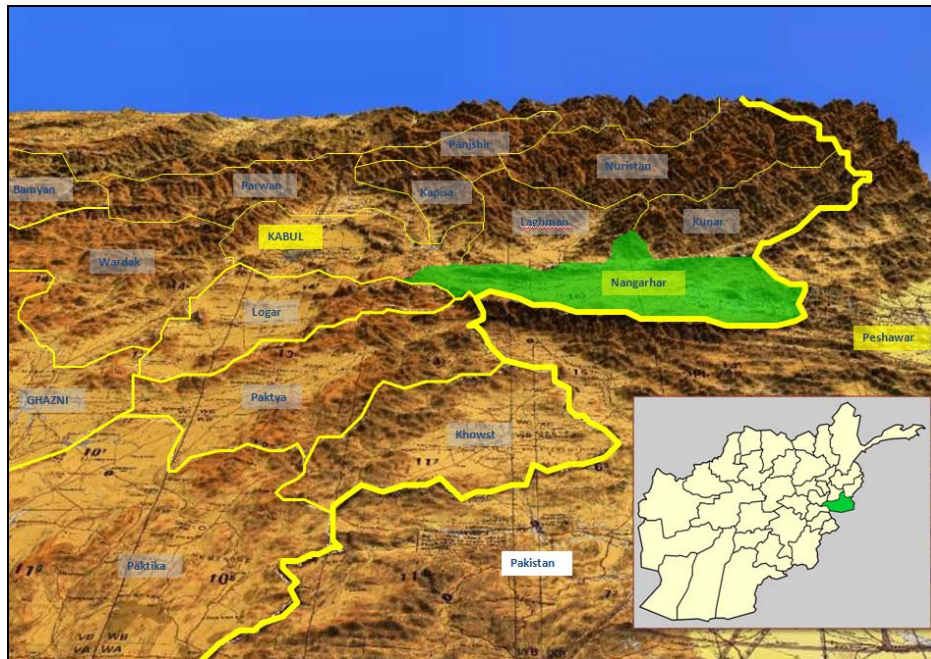 Panjshir
Nuristan
Bamyan
Parwan
Kapisa
Laghman
Kunar
KABUL
Wardak
Nangarhar
Logar
Peshawar
GHAZNI
Paktya
Khowst
Pakistan
Paktika